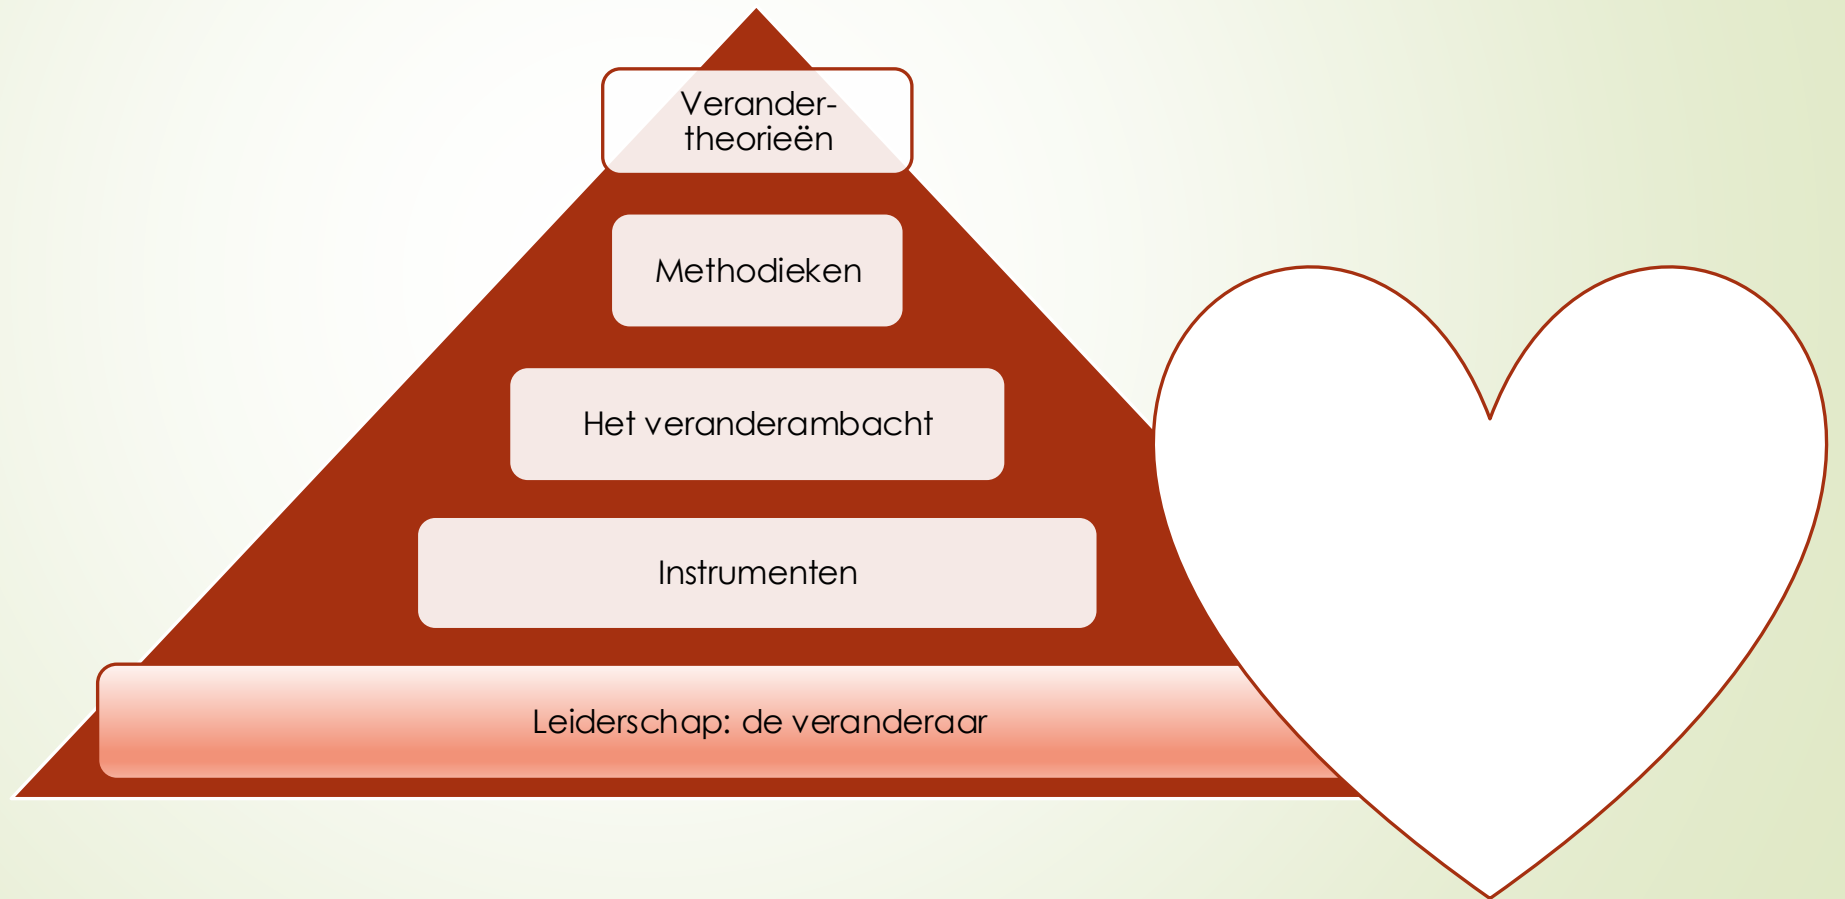 Verander-
theorieën
Methodieken
Het veranderambacht
Instrumenten
Leiderschap: de veranderaar